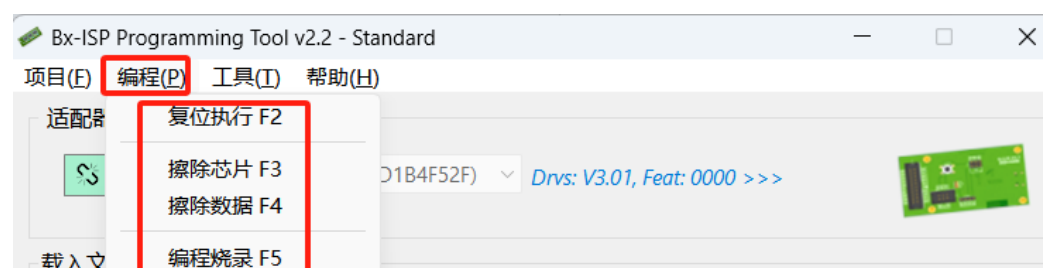 Bx-ISP Programming Tool v2.2 - Standard
项目(F) 编程(P) 工具(T) 帮助(H)
适配器
复位执行 F2
擦除芯片 F3
D1B4F52F)
Drvs: V3.01, Feat: 0000 >>>
擦除数据 F4
编程烧录 F5
载入文